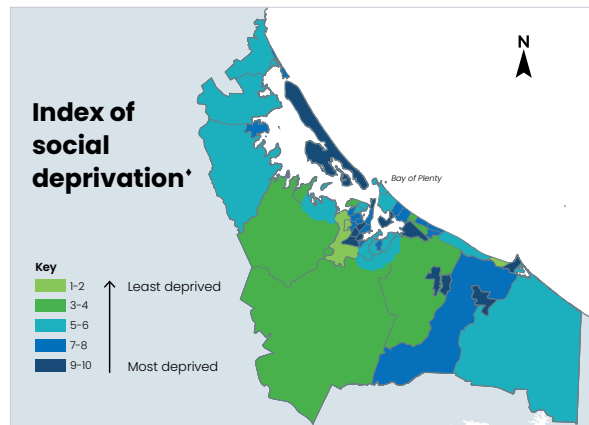 N
Index of
social
deprivation♦
Bay of Plenty
Key
1-2 Least deprived
3-4
5-6
7-8
9-10 Most deprived